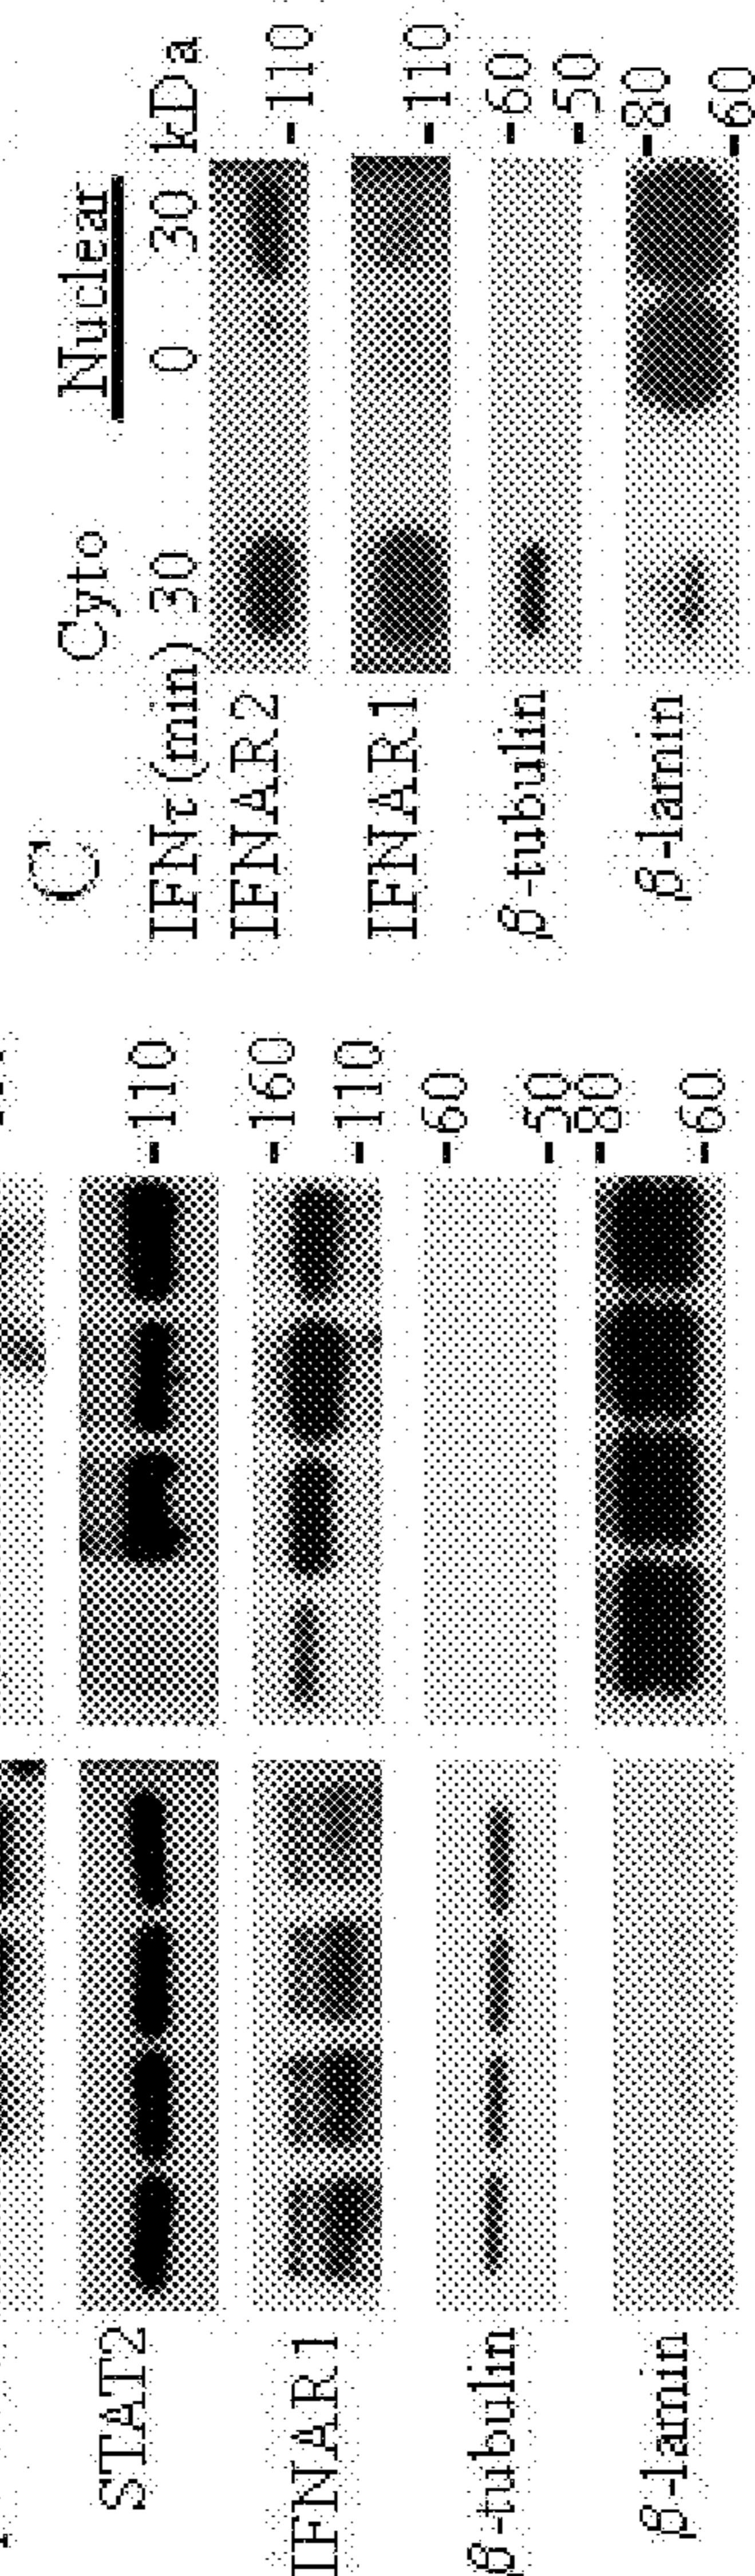 C
Cyto Nuclear
IFNτ (min) 30 0 30 kDa
IFNAR2 -110
IFNAR1 -110
β-tubulin -60 -50
β-lamin -80 -60
STAT2 -110
IFNAR1 -160 -110
β-tubulin -60 -50
β-lamin -80 -60